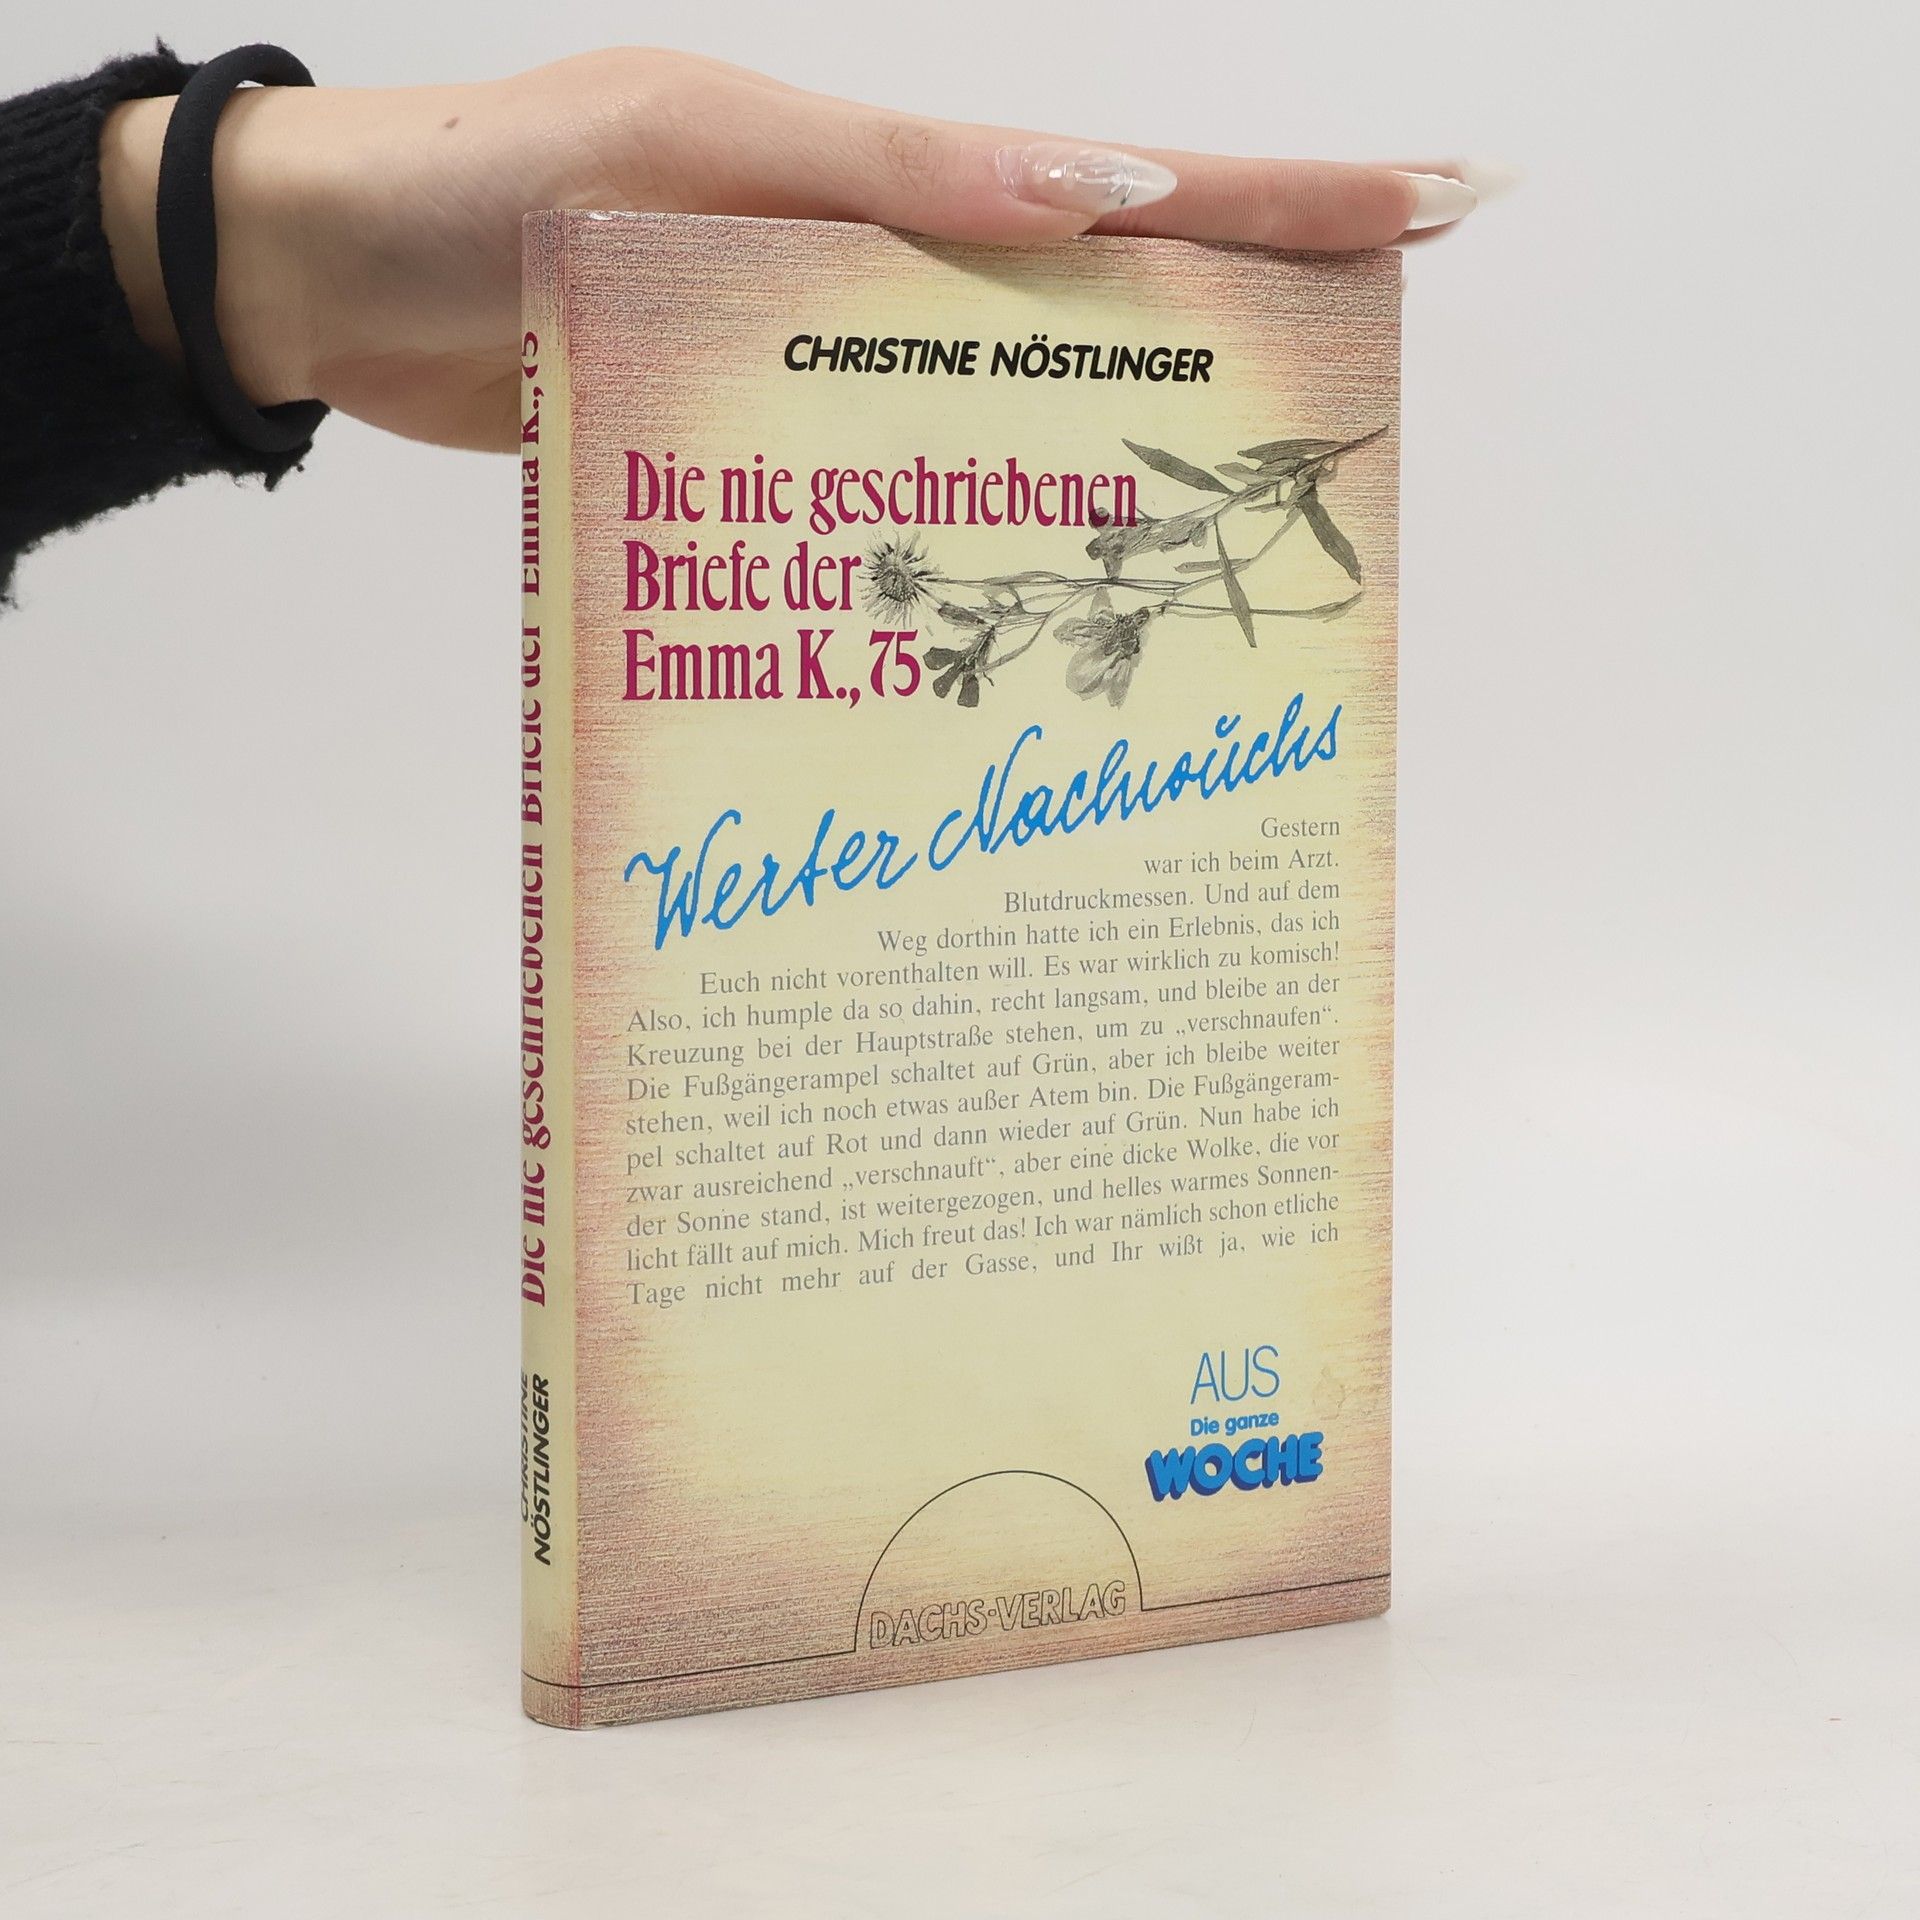 CHRISTINE NÖSTLINGER
Die nie geschriebenen
Briefe der
Emma K., 75
Werter Nachwuchs
Gestern
war ich beim Arzt.
Blutdruckmessen. Und auf dem
Weg dorthin hatte ich ein Erlebnis, das ich
Euch nicht vorenthalten will. Es war wirklich zu komisch!
Also, ich humple da so dahin, recht langsam, und bleibe an der
Kreuzung bei der Hauptstraße stehen, um zu „verschnaufen“.
Die Fußgängerampel schaltet auf Grün, aber ich bleibe weiter
stehen, weil ich noch etwas außer Atem bin. Die Fußgängeram-
pel schaltet auf Rot und dann wieder auf Grün. Nun habe ich
zwar ausreichend „verschnauft“, aber eine dicke Wolke, die vor
der Sonne stand, ist weitergezogen, und helles warmes Sonnen-
licht fällt auf mich. Mich freut das! Ich war nämlich schon etliche
Tage nicht mehr auf der Gasse, und Ihr wißt ja, wie ich
AUS
Die ganze
WOCHE
DACHS-VERLAG
CHRISTINE
NÖSTLINGER
Die nie geschriebenen Briefe der Emma K., 75